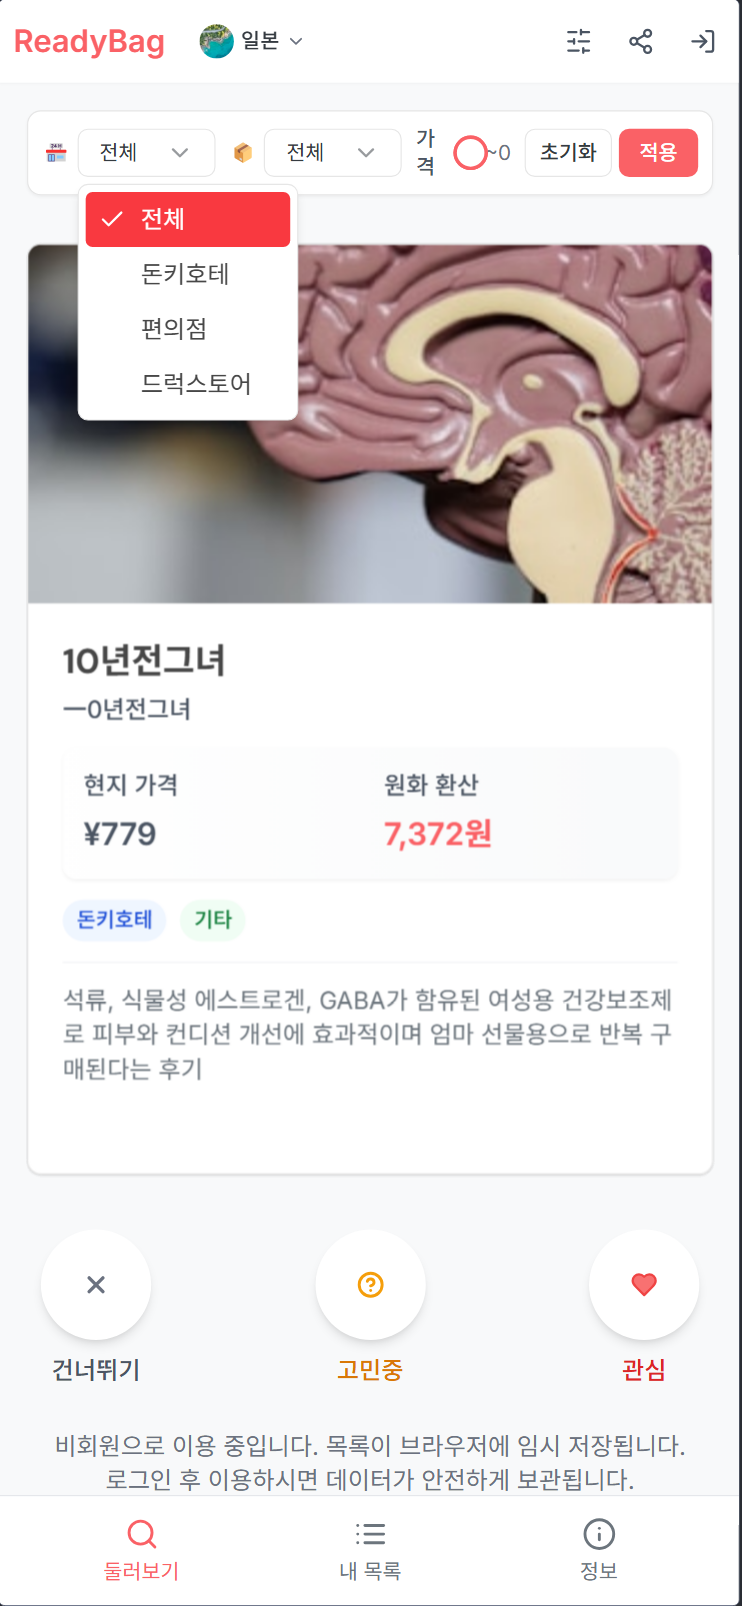 ReadyBag
일본
24H
전체
전체
가격
~0
초기화
적용
전체
돈키호테
편의점
드럭스토어
10년전그녀
一0년전그녀
현지 가격
원화 환산
¥779
7,372원
돈키호테
기타
석류, 식물성 에스트로겐, GABA가 함유된 여성용 건강보조제
로 피부와 컨디션 개선에 효과적이며 엄마 선물용으로 반복 구
매된다는 후기
건너뛰기
고민중
관심
비회원으로 이용 중입니다. 목록이 브라우저에 임시 저장됩니다.
로그인 후 이용하시면 데이터가 안전하게 보관됩니다.
둘러보기
내 목록
정보